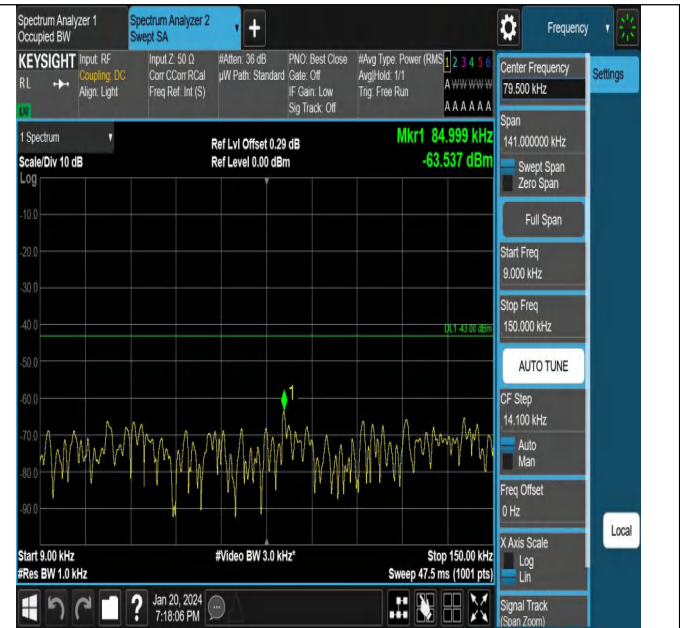 Spectrum Analyzer 1
Occupied BW
Spectrum Analyzer 2
Swept SA
+
Frequency
KEYSIGHT
RL
Input: RF
Coupling: DC
Align: Light
Input Z: 50 Ω
Corr CCorr RCal
Freq Ref: Int (S)
#Atten: 36 dB
µW Path: Standard
PNO: Best Close
Gate: Off
IF Gain: Low
Sig Track: Off
#Avg Type: Power (RMS
Avg|Hold: 1/1
Trig: Free Run
1 2 3 4 5 6
A W W W W W
A A A A A A
Center Frequency
79.500 kHz
Settings
Span
141.000000 kHz
Swept Span
Zero Span
Full Span
Start Freq
9.000 kHz
Stop Freq
150.000 kHz
AUTO TUNE
CF Step
14.100 kHz
Auto
Man
Freq Offset
0 Hz
X Axis Scale
Log
Lin
Signal Track
(Span Zoom)
Local
1 Spectrum
Scale/Div 10 dB
Log
Ref Lvl Offset 0.29 dB
Ref Level 0.00 dBm
Mkr1 84.999 kHz
-63.537 dBm
-10.0
-20.0
-30.0
-40.0
DL1 -43.00 dBm
-50.0
-60.0
1
-70.0
-80.0
-90.0
Start 9.00 kHz
#Video BW 3.0 kHz*
Stop 150.00 kHz
#Res BW 1.0 kHz
Sweep 47.5 ms (1001 pts)
?
Jan 20, 2024
7:18:06 PM